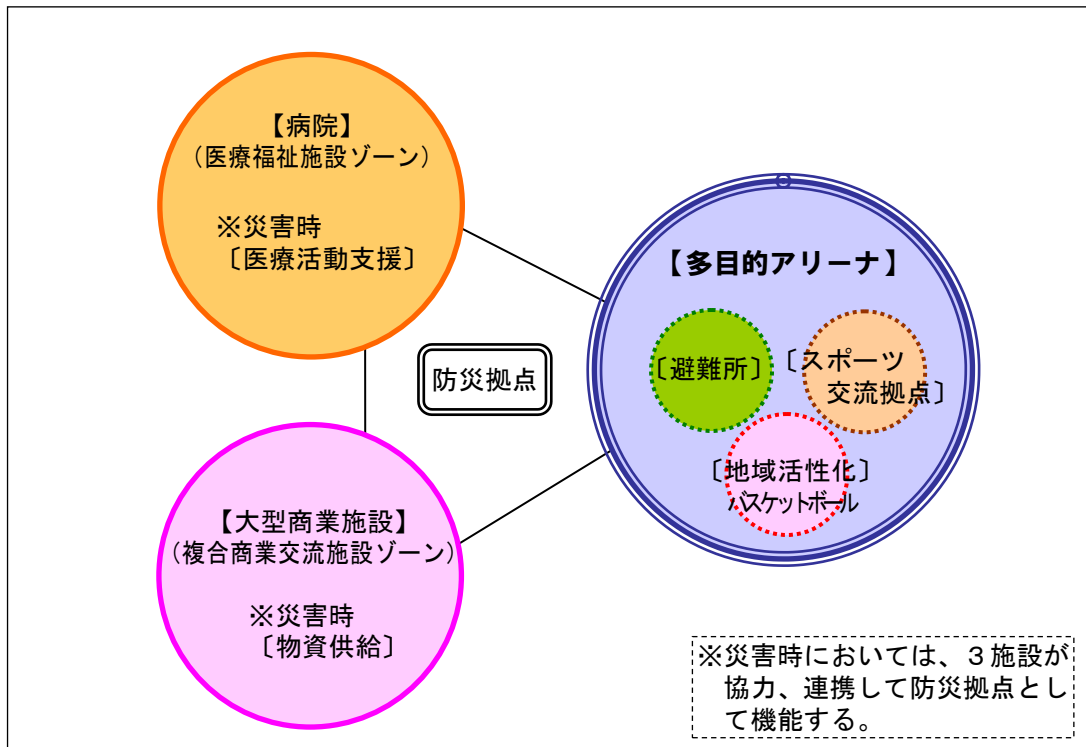 【病院】
（医療福祉施設ゾーン）
※災害時
〔医療活動支援〕
【多目的アリーナ】
〔避難所〕
〔スポーツ
交流拠点〕
〔地域活性化〕
バスケットボール
防災拠点
【大型商業施設】
（複合商業交流施設ゾーン）
※災害時
〔物資供給〕
※災害時においては、３施設が
協力、連携して防災拠点とし
て機能する。